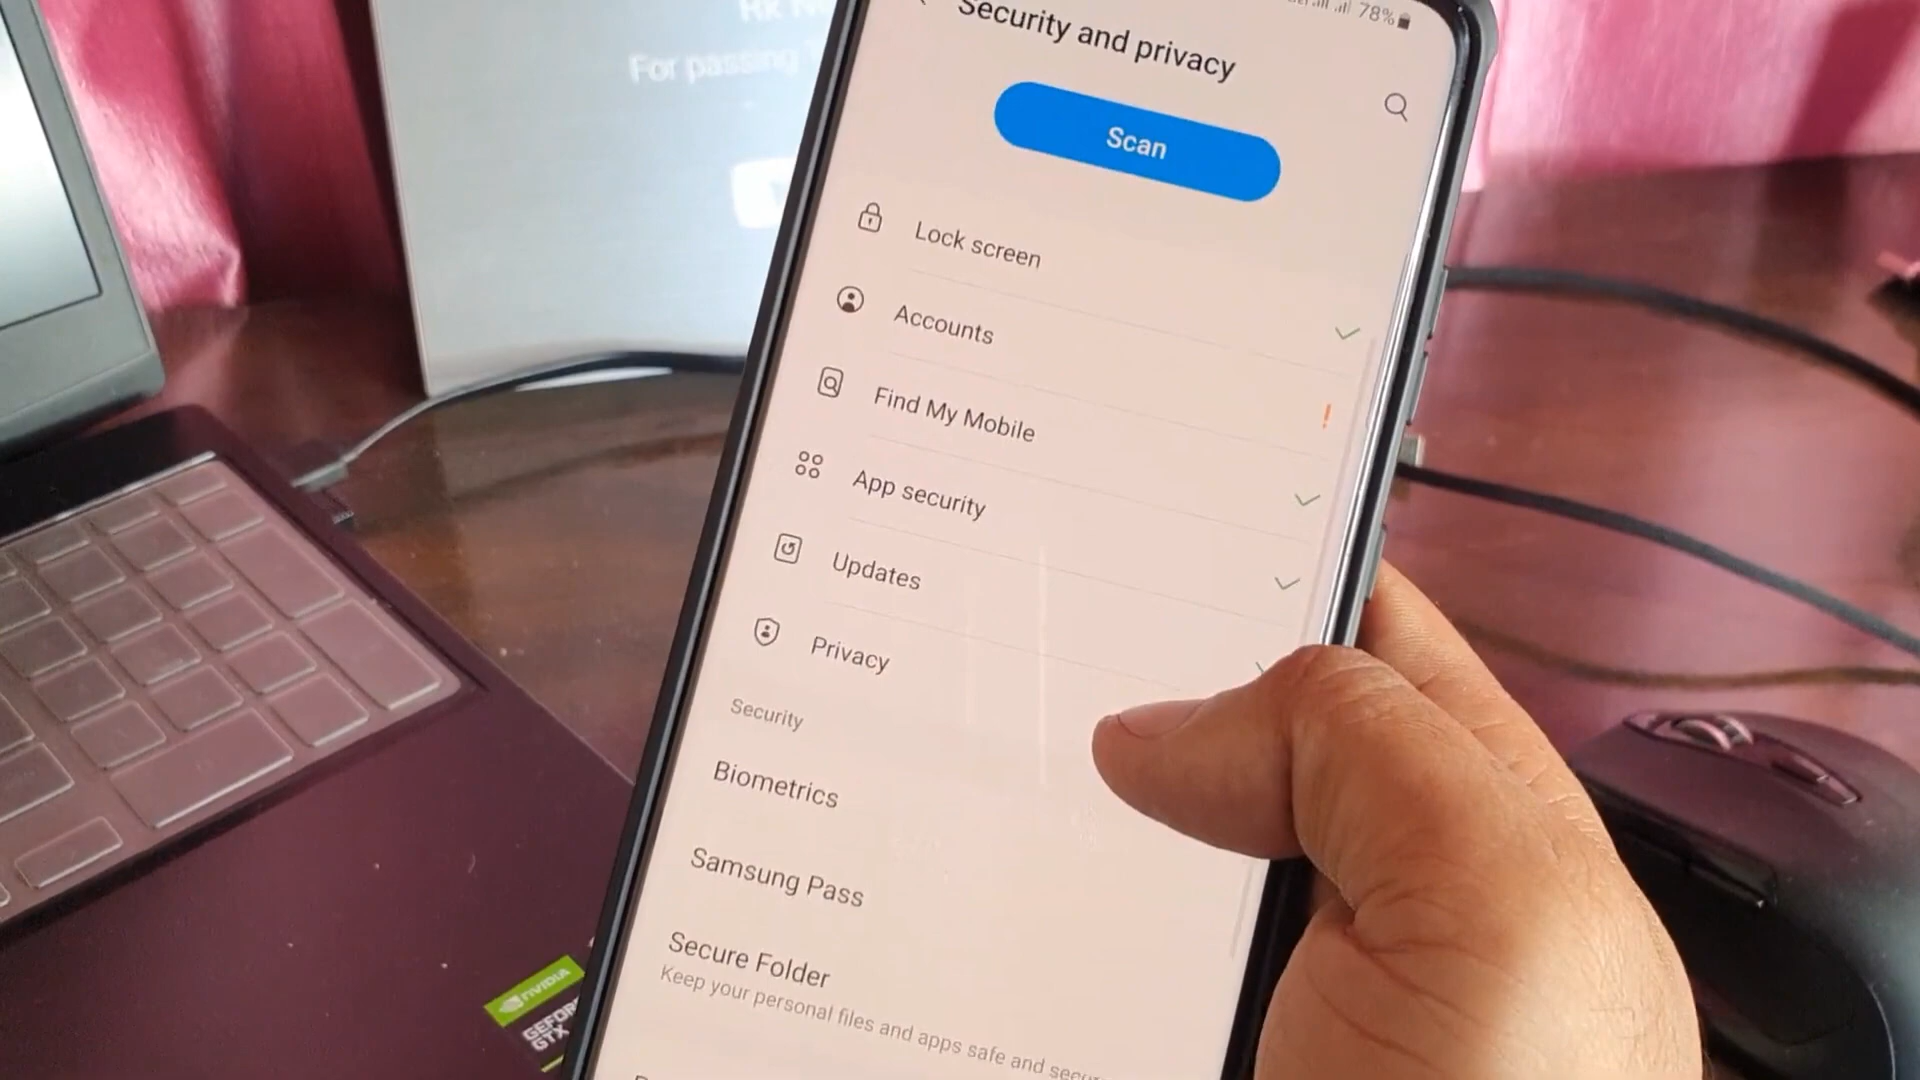 78%
Security and privacy
For passing
Scan
Lock screen
Accounts
Find My Mobile
App security
Updates
Privacy
Security
Biometrics
Samsung Pass
Secure Folder
Keep your personal files and apps safe and
NVIDIA
GTX